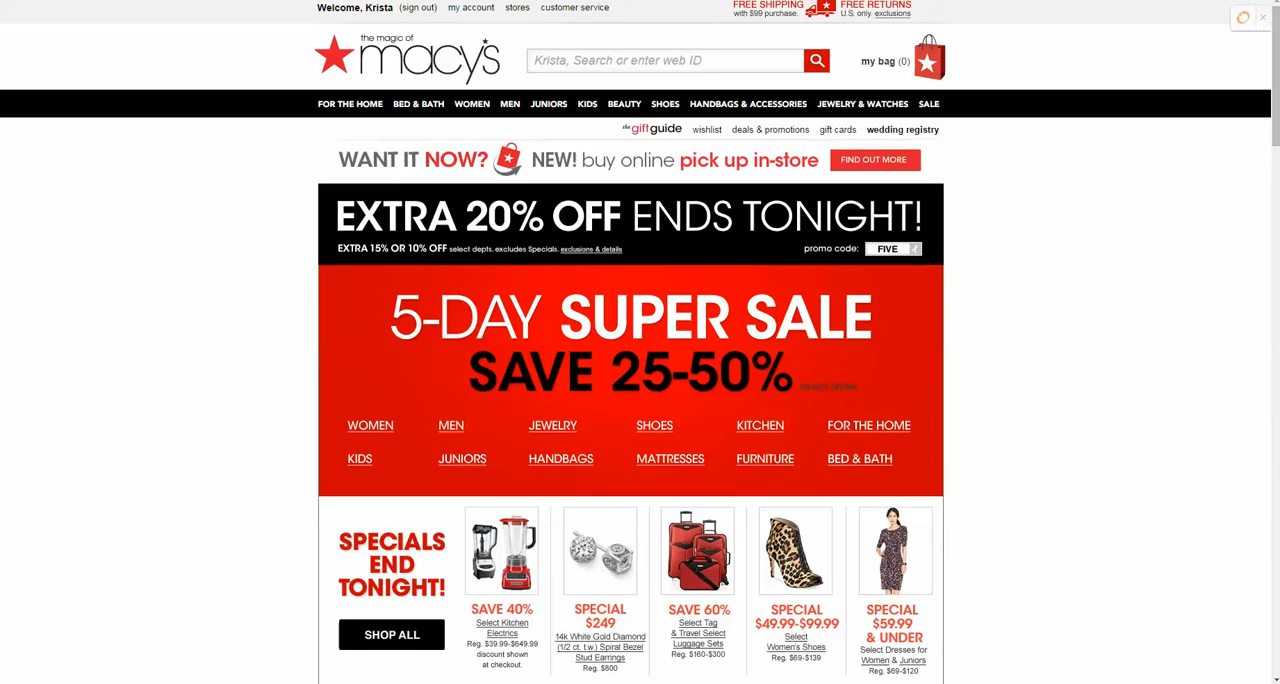 Welcome, Krista (sign out) my account stores customer service
FREE SHIPPING
with $99 purchase.
FREE RETURNS
U.S. only. exclusions
the magic of
macy's
Krista, Search or enter web ID
my bag (0)
FOR THE HOME BED & BATH WOMEN MEN JUNIORS KIDS BEAUTY SHOES HANDBAGS & ACCESSORIES JEWELRY & WATCHES SALE
the giftguide wishlist deals & promotions gift cards wedding registry
WANT IT NOW? NEW! buy online pick up in-store FIND OUT MORE
EXTRA 20% OFF ENDS TONIGHT!
EXTRA 15% OR 10% OFF select depts. excludes Specials. exclusions & details
promo code: FIVE
5-DAY SUPER SALE
SAVE 25-50% select styles
WOMEN MEN JEWELRY SHOES KITCHEN FOR THE HOME
KIDS JUNIORS HANDBAGS MATTRESSES FURNITURE BED & BATH
SPECIALS
END
TONIGHT!
SHOP ALL
SAVE 40%
Select Kitchen
Electrics
Reg. $39.99-$649.99
discount shown
at checkout.
SPECIAL
$249
14k White Gold Diamond
(1/2 ct. t.w.) Spiral Bezel
Stud Earrings
Reg. $800
SAVE 60%
Select Tag
& Travel Select
Luggage Sets
Reg. $160-$300
SPECIAL
$49.99-$99.99
Select
Women's Shoes
Reg. $69-$139
SPECIAL
$59.99
& UNDER
Select Dresses for
Women & Juniors
Reg. $69-$120